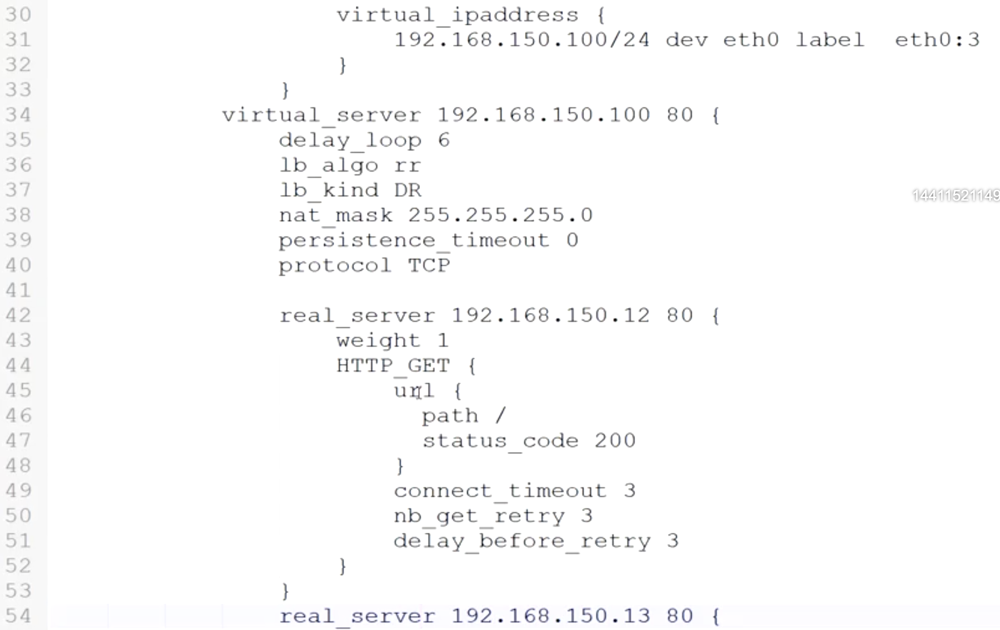 30 virtual_ipaddress {
31 192.168.150.100/24 dev eth0 label  eth0:3
32 }
33 }
34 virtual_server 192.168.150.100 80 {
35 delay_loop 6
36 lb_algo rr
37 lb_kind DR
14411521149
38 nat_mask 255.255.255.0
39 persistence_timeout 0
40 protocol TCP
41
42 real_server 192.168.150.12 80 {
43 weight 1
44 HTTP_GET {
45 url {
46 path /
47 status_code 200
48 }
49 connect_timeout 3
50 nb_get_retry 3
51 delay_before_retry 3
52 }
53 }
54 real_server 192.168.150.13 80 {